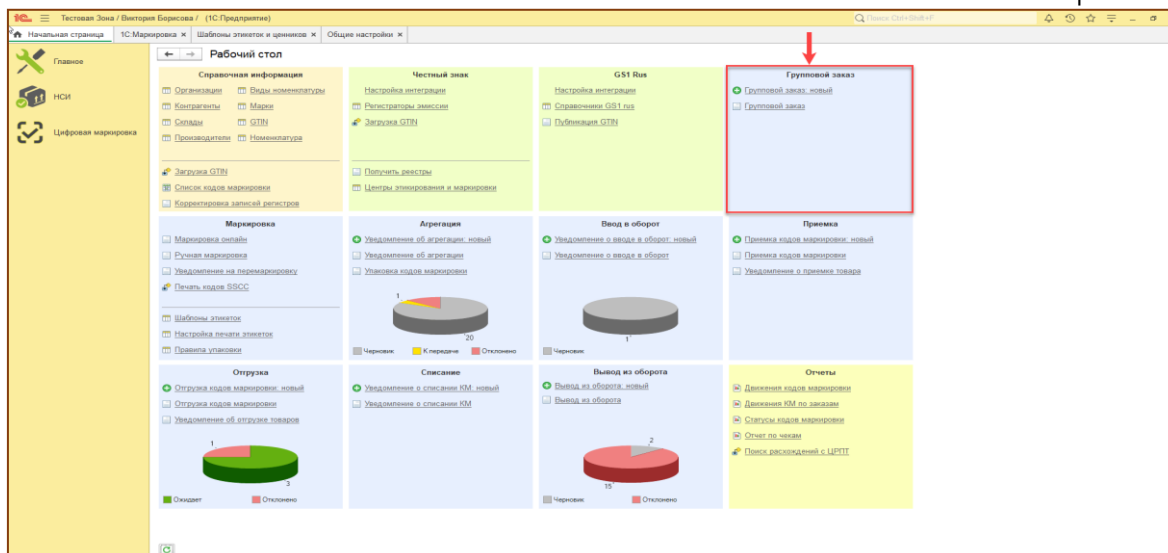 1С Тестовая Зона / Виктория Борисова / (1С:Предприятие) Поиск Ctrl+Shift+F
Начальная страница 1С:Маркировка × Шаблоны этикеток и ценников × Общие настройки ×
Главное
НСИ
Цифровая маркировка
Рабочий стол
Справочная информация
Организации Виды номенклатуры
Контрагенты Марки
Склады GTIN
Производители Номенклатура
Загрузка GTIN
Список кодов маркировки
Корректировка записей регистров
Честный знак
Настройка интеграции
Регистраторы эмиссии
Загрузка GTIN
Получить реестры
Центры этикирования и маркировки
GS1 Rus
Настройка интеграции
Справочники GS1 rus
Публикация GTIN
Групповой заказ
Групповой заказ: новый
Групповой заказ
Маркировка
Маркировка онлайн
Ручная маркировка
Уведомление на перемаркировку
Печать кодов SSCC
Шаблоны этикеток
Настройка печати этикеток
Правила упаковки
Агрегация
Уведомление об агрегации: новый
Уведомление об агрегации
Упаковка кодов маркировки
1
20
Черновик К передаче Отклонено
Ввод в оборот
Уведомление о вводе в оборот: новый
Уведомление о вводе в оборот
1
Черновик
Приемка
Приемка кодов маркировки: новый
Приемка кодов маркировки
Уведомление о приемке товара
Отгрузка
Отгрузка кодов маркировки: новый
Отгрузка кодов маркировки
Уведомление об отгрузке товаров
1
3
Ожидает Отклонено
Списание
Уведомление о списании КМ: новый
Уведомление о списании КМ
Вывод из оборота
Вывод из оборота: новый
Вывод из оборота
2
15
Черновик Отклонено
Отчеты
Движения кодов маркировки
Движения КМ по заказам
Статусы кодов маркировки
Отчет по чекам
Поиск расхождений с ЦРПТ